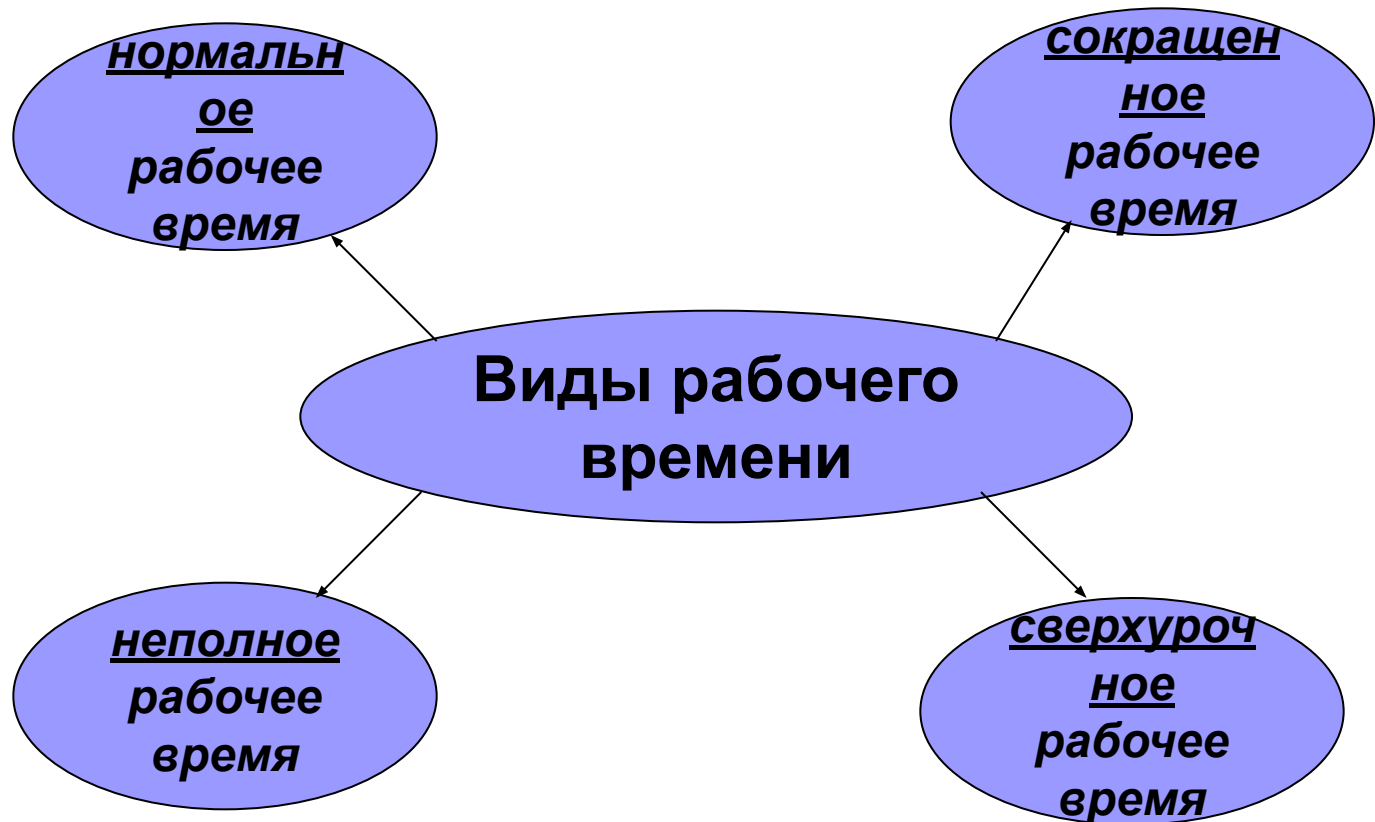 нормальн
ое
рабочее
время
сокращен
ное
рабочее
время
Виды рабочего
времени
неполное
рабочее
время
сверхуроч
ное
рабочее
время